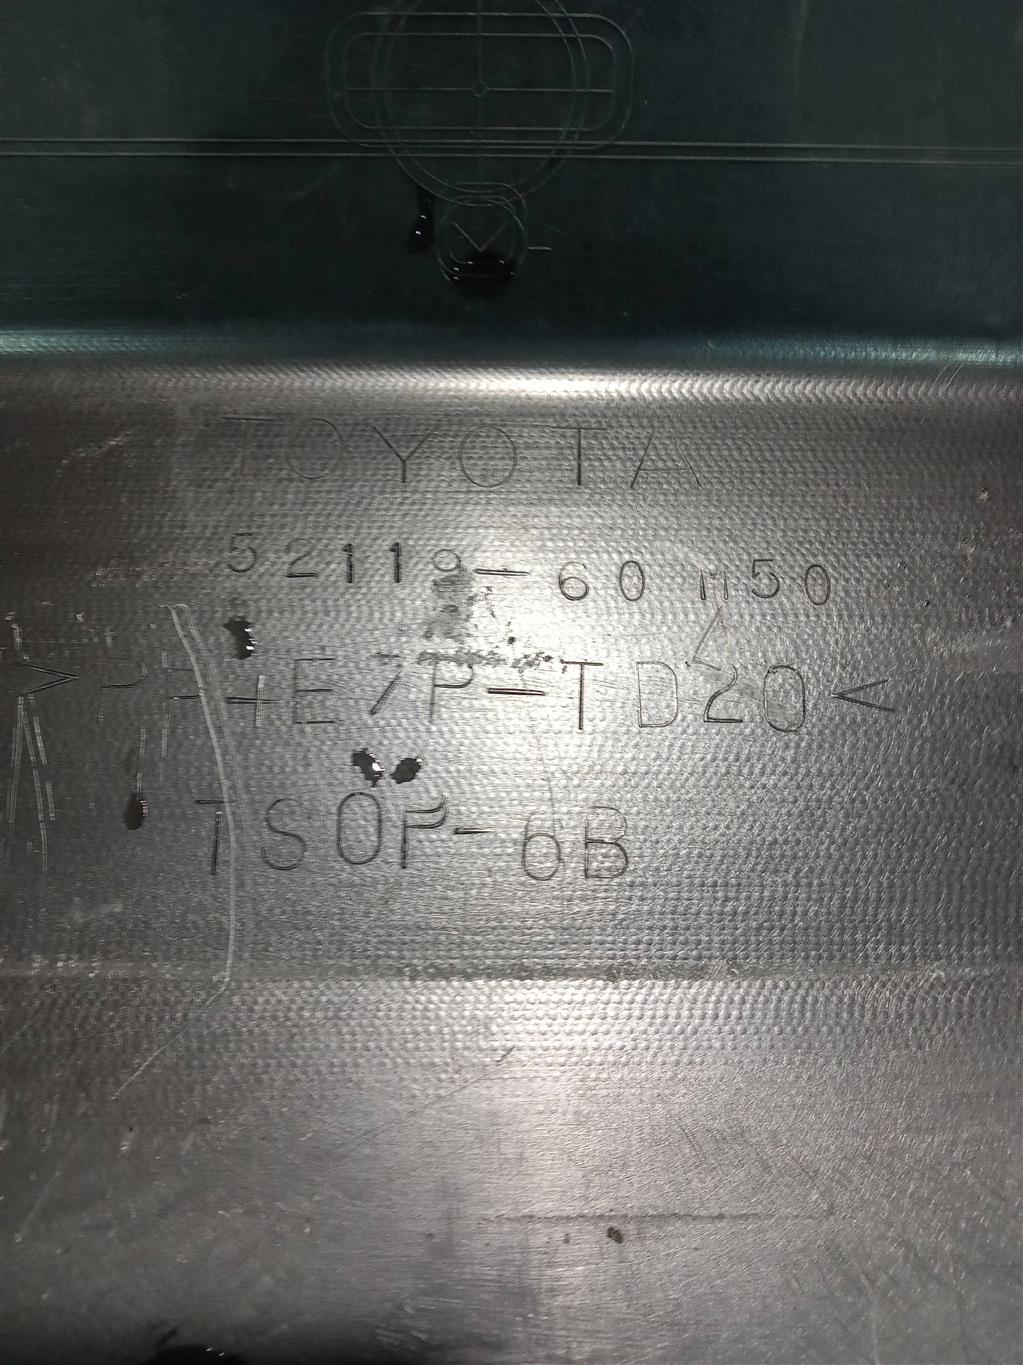 TOYOTA
52119-60M50
>PP+E/P-TD20<
TSOP-6B